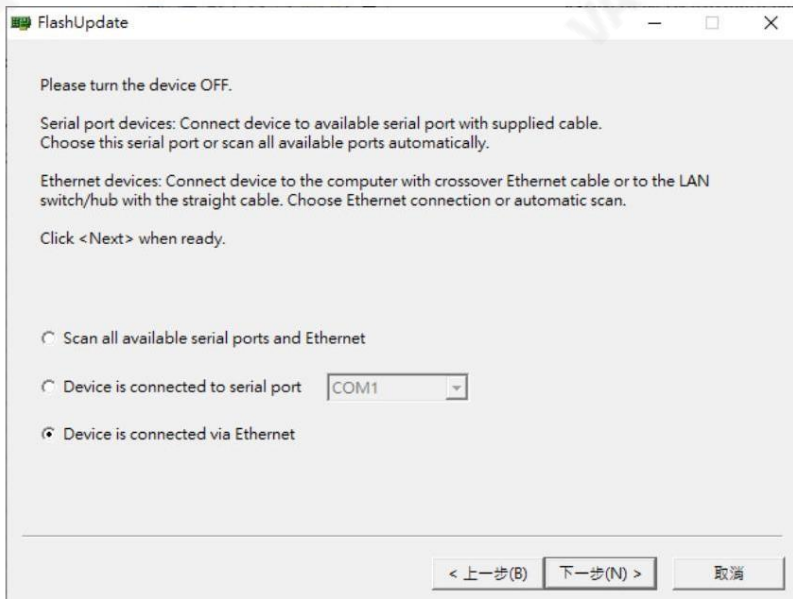 FlashUpdate
Please turn the device OFF.
Serial port devices: Connect device to available serial port with supplied cable.
Choose this serial port or scan all available ports automatically.
Ethernet devices: Connect device to the computer with crossover Ethernet cable or to the LAN
switch/hub with the straight cable. Choose Ethernet connection or automatic scan.
Click <Next> when ready.
Scan all available serial ports and Ethernet
Device is connected to serial port COM1
Device is connected via Ethernet
< 上一步(B) 下一步(N) > 取消